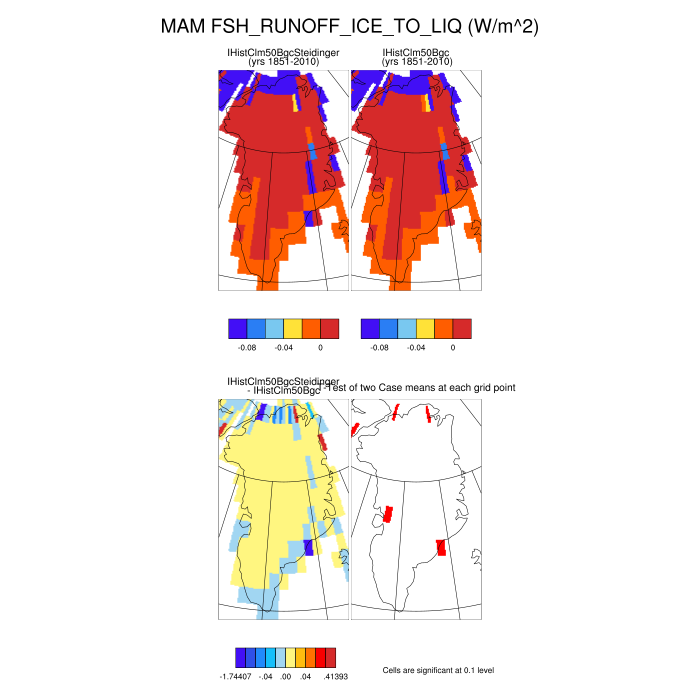 MAM FSH_RUNOFF_ICE_TO_LIQ (W/m^2)
IHistClm50BgcSteidinger
(yrs 1851-2010)
IHistClm50Bgc
(yrs 1851-2010)
-0.08 -0.04 0
-0.08 -0.04 0
IHistClm50BgcSteidinger
- IHistClm50Bgc
T-Test of two Case means at each grid point
-1.74407 -.04 .00 .04 .41393
Cells are significant at 0.1 level